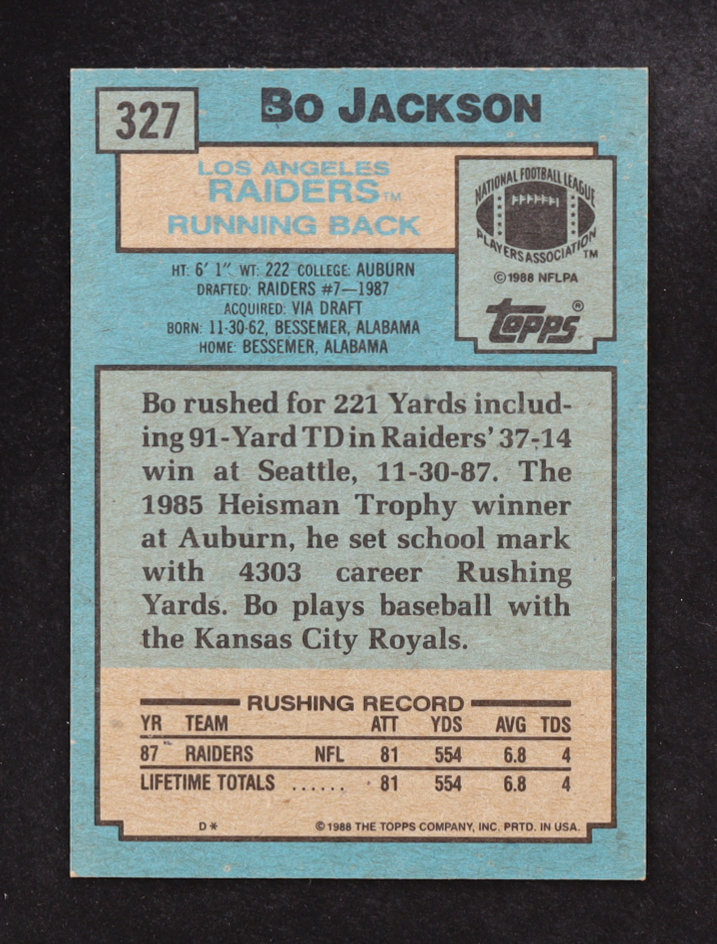 327
BO JACKSON
LOS ANGELES
RAIDERS™
RUNNING BACK
NATIONAL FOOTBALL LEAGUE
PLAYERS ASSOCIATION™
©1988 NFLPA
Topps®
HT: 6' 1" WT: 222 COLLEGE: AUBURN
DRAFTED: RAIDERS #7—1987
ACQUIRED: VIA DRAFT
BORN: 11-30-62, BESSEMER, ALABAMA
HOME: BESSEMER, ALABAMA
Bo rushed for 221 Yards includ-
ing 91-Yard TD in Raiders' 37-14
win at Seattle, 11-30-87. The
1985 Heisman Trophy winner
at Auburn, he set school mark
with 4303 career Rushing
Yards. Bo plays baseball with
the Kansas City Royals.
RUSHING RECORD
YR TEAM ATT YDS AVG TDS
87 RAIDERS NFL 81 554 6.8 4
LIFETIME TOTALS ...... 81 554 6.8 4
D* ©1988 THE TOPPS COMPANY, INC. PRTD. IN USA.